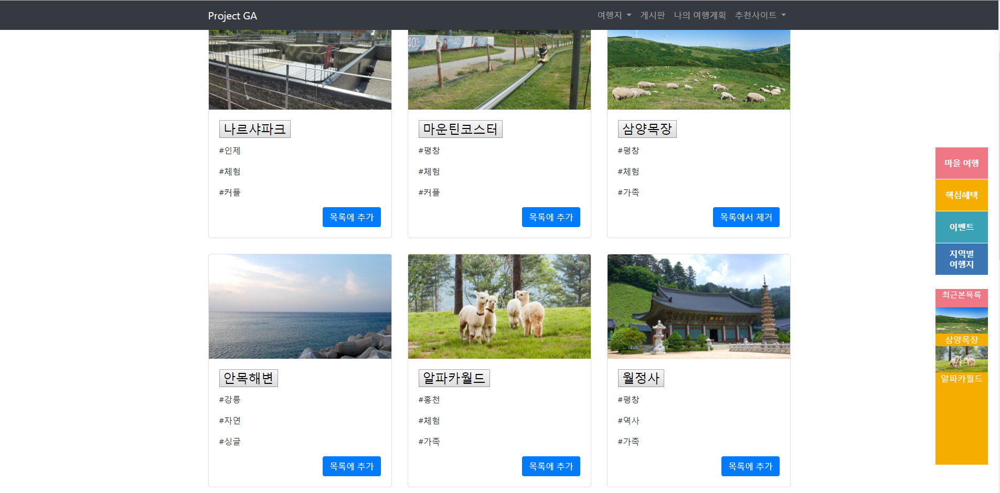 Project GA
여행지
게시판
나의 여행계획
추천사이트
40%
40%
나르샤파크
#인제
#체험
#커플
목록에 추가
마운틴코스터
#평창
#체험
#커플
목록에 추가
삼양목장
#평창
#체험
#가족
목록에서 제거
안목해변
#강릉
#자연
#싱글
목록에 추가
알파카월드
#홍천
#체험
#가족
목록에 추가
월정사
#평창
#역사
#가족
목록에 추가
마을 여행
핵심혜택
이벤트
지역별
여행지
최근본목록
삼양목장
알파카월드